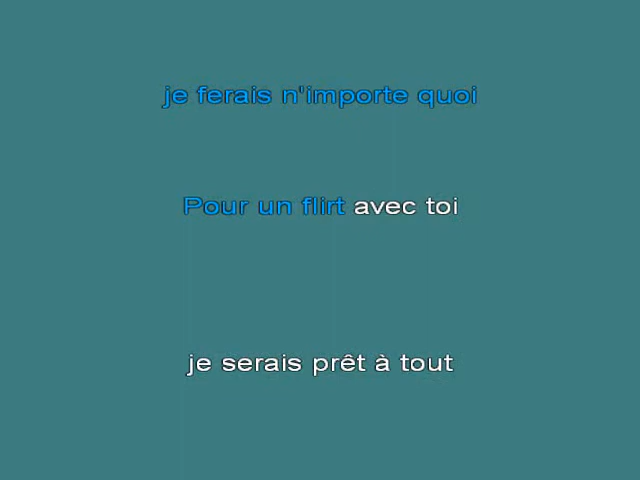 je ferais n'importe quoi
Pour un flirt avec toi
je serais prêt à tout